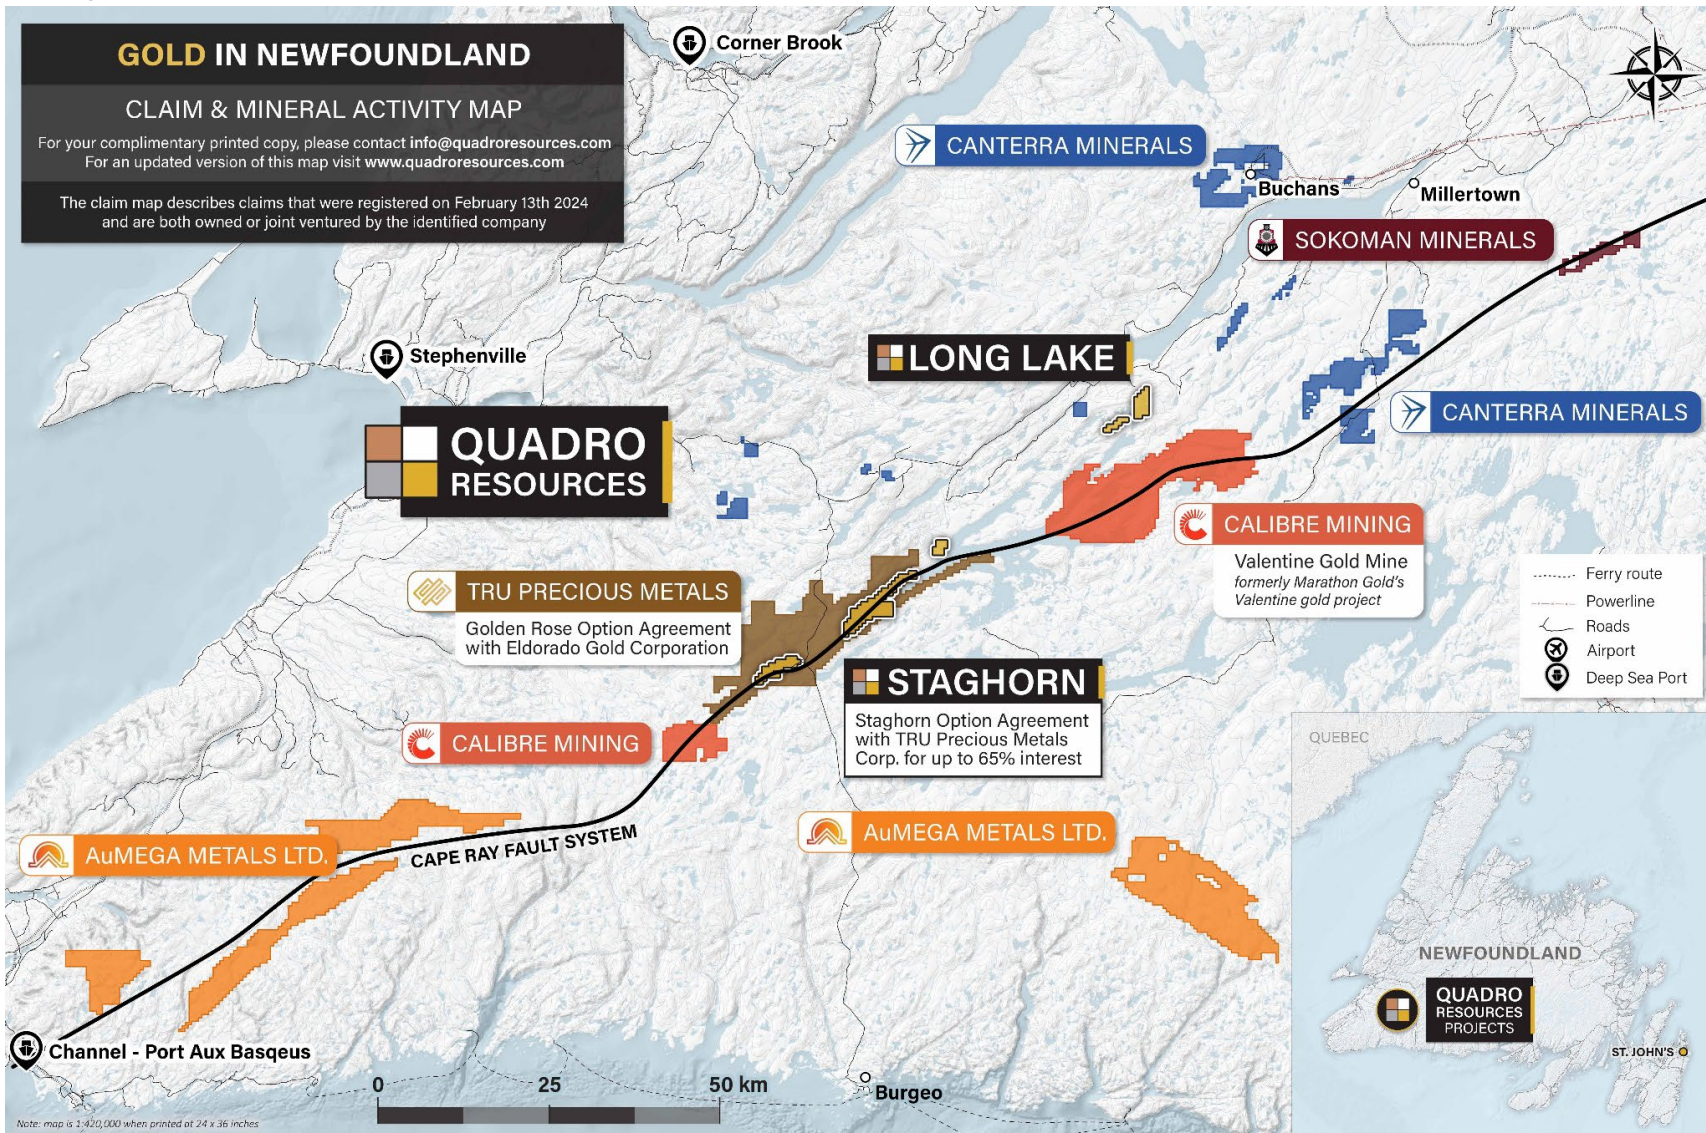 GOLD IN NEWFOUNDLAND
CLAIM & MINERAL ACTIVITY MAP
For your complimentary printed copy, please contact info@quadroresources.com
For an updated version of this map visit www.quadroresources.com
The claim map describes claims that were registered on February 13th 2024
and are both owned or joint ventured by the identified company
Corner Brook
CANTERRA MINERALS
Buchans
Millertown
SOKOMAN MINERALS
Stephenville
LONG LAKE
QUADRO
RESOURCES
CANTERRA MINERALS
CALIBRE MINING
Valentine Gold Mine
formerly Marathon Gold's
Valentine gold project
TRU PRECIOUS METALS
Golden Rose Option Agreement
with Eldorado Gold Corporation
Ferry route
Powerline
Roads
Airport
Deep Sea Port
STAGHORN
Staghorn Option Agreement
with TRU Precious Metals
Corp. for up to 65% interest
CALIBRE MINING
QUEBEC
AuMEGA METALS LTD.
CAPE RAY FAULT SYSTEM
AuMEGA METALS LTD.
NEWFOUNDLAND
QUADRO
RESOURCES
PROJECTS
ST. JOHN'S
Channel - Port Aux Basqeus
0 25 50 km
Burgeo
Note: map is 1:420,000 when printed at 24 x 36 inches